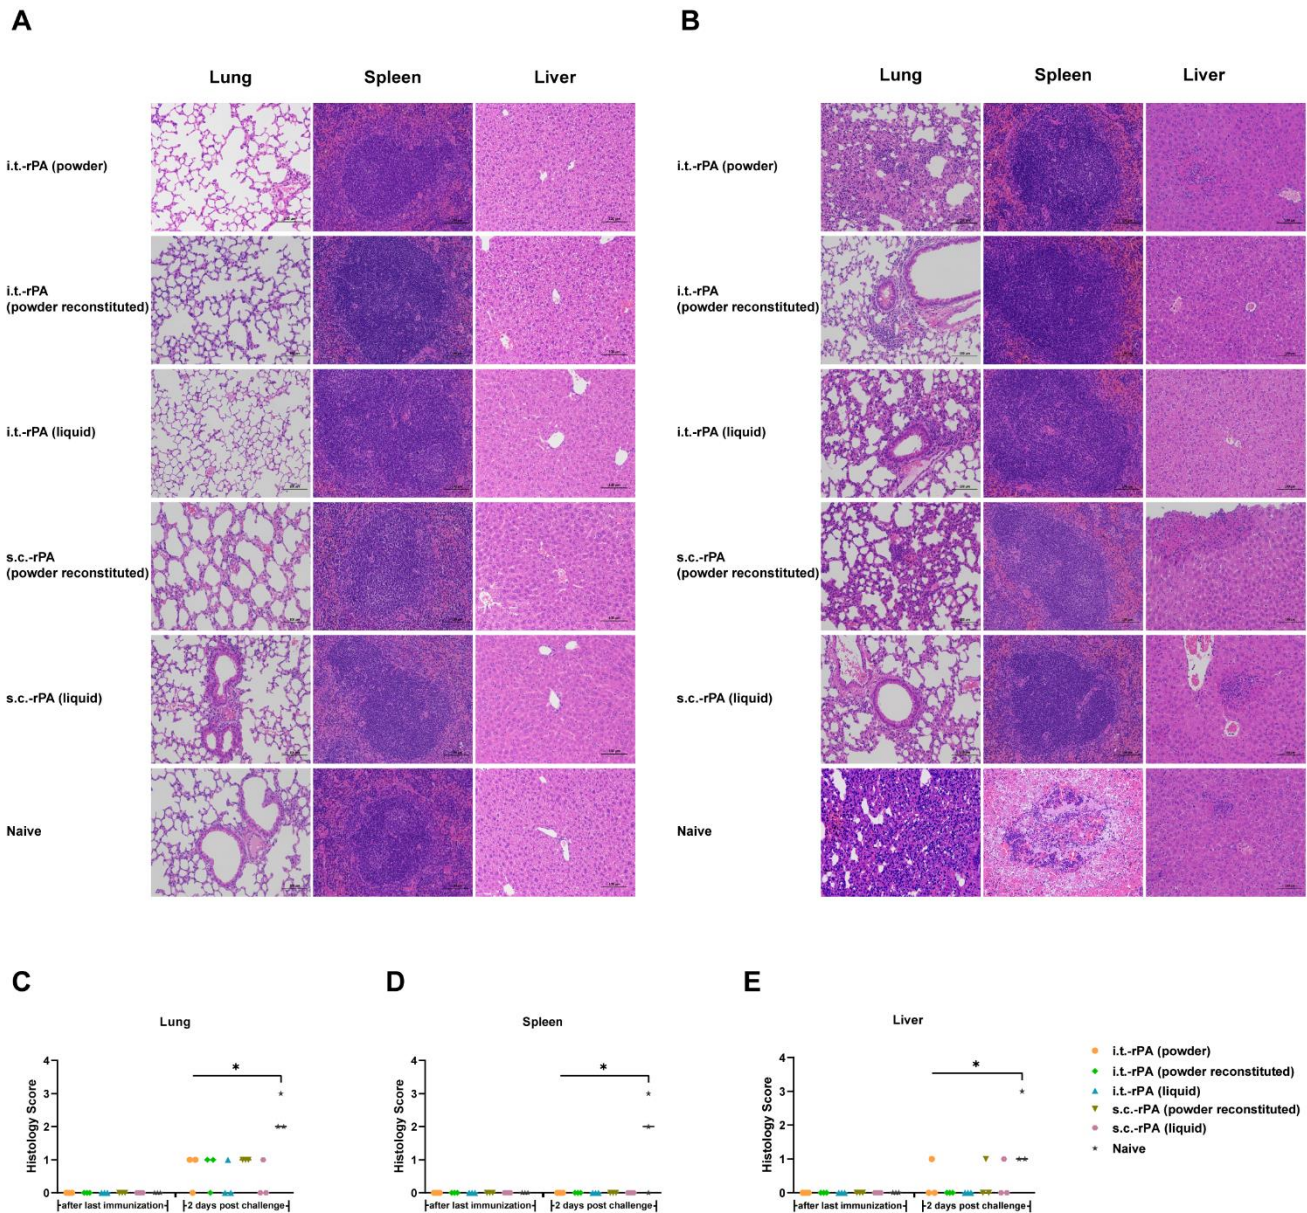 A
B
Lung Spleen Liver
Lung Spleen Liver
i.t.-rPA (powder)
i.t.-rPA (powder)
i.t.-rPA
(powder reconstituted)
i.t.-rPA
(powder reconstituted)
i.t.-rPA (liquid)
i.t.-rPA (liquid)
s.c.-rPA
(powder reconstituted)
s.c.-rPA
(powder reconstituted)
s.c.-rPA (liquid)
s.c.-rPA (liquid)
Naive
Naive
C
Lung
Histology Score
4
3
2
1
0
*
after last immunization
2 days post challenge
D
Spleen
Histology Score
4
3
2
1
0
*
after last immunization
2 days post challenge
E
Liver
Histology Score
4
3
2
1
0
*
after last immunization
2 days post challenge
i.t.-rPA (powder)
i.t.-rPA (powder reconstituted)
i.t.-rPA (liquid)
s.c.-rPA (powder reconstituted)
s.c.-rPA (liquid)
Naive